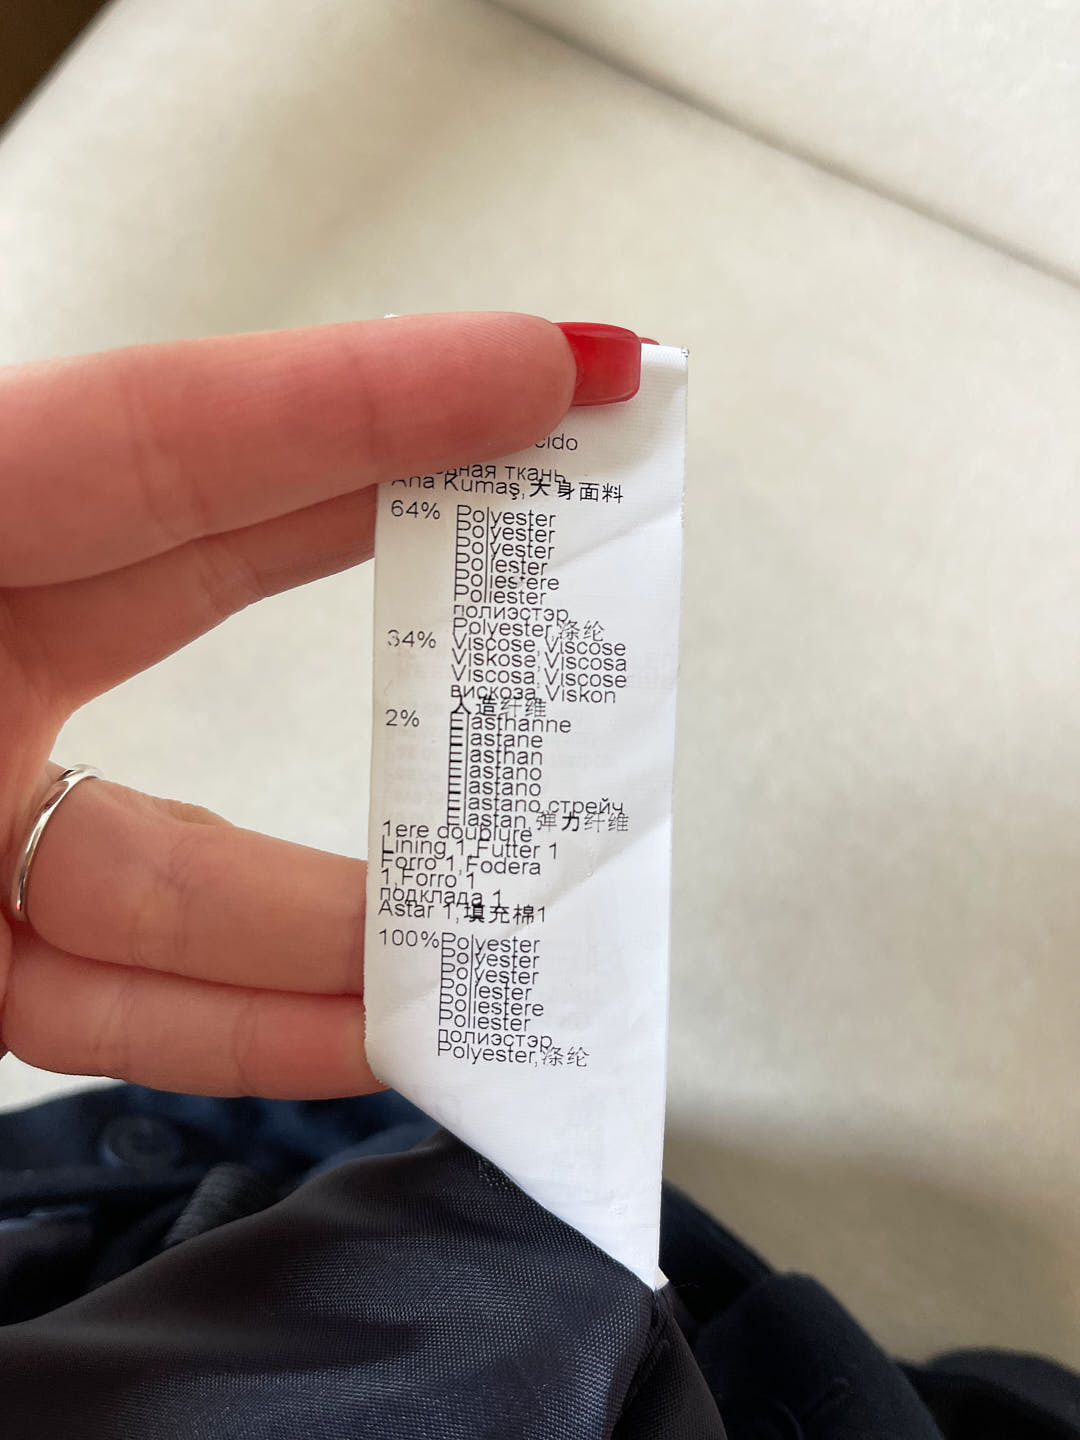 Ana Kumaş,大身面料
64% Polyester
Polyester
Polyester
Poliester
Poliestere
Poliester
полиэстэр
Polyester,涤纶
34% Viscose,Viscose
Viskose,Viscosa
Viscosa,Viscose
вискоза,Viskon
人造纤维
2% Elasthanne
Elastane
Elasthan
Elastano
Elastano
Elastano,стрейч
Elastan,弹力纤维
1ere doublure
Lining 1,Futter 1
Forro 1,Fodera
1,Forro 1
подклада 1
Astar 1,填充棉1
100%Polyester
Polyester
Polyester
Poliester
Poliestere
Poliester
полиэстэр
Polyester,涤纶